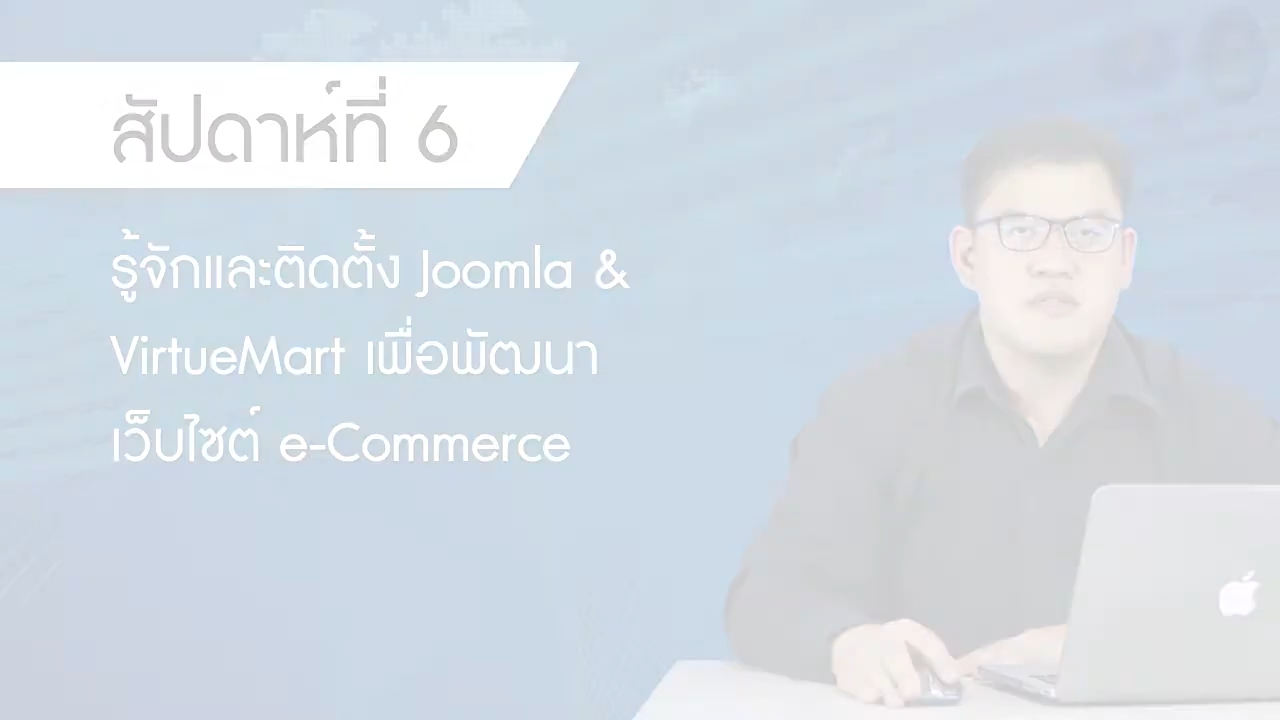 สัปดาห์ที่ 6
รู้จักและติดตั้ง Joomla &
VirtueMart เพื่อพัฒนา
เว็บไซต์ e-Commerce